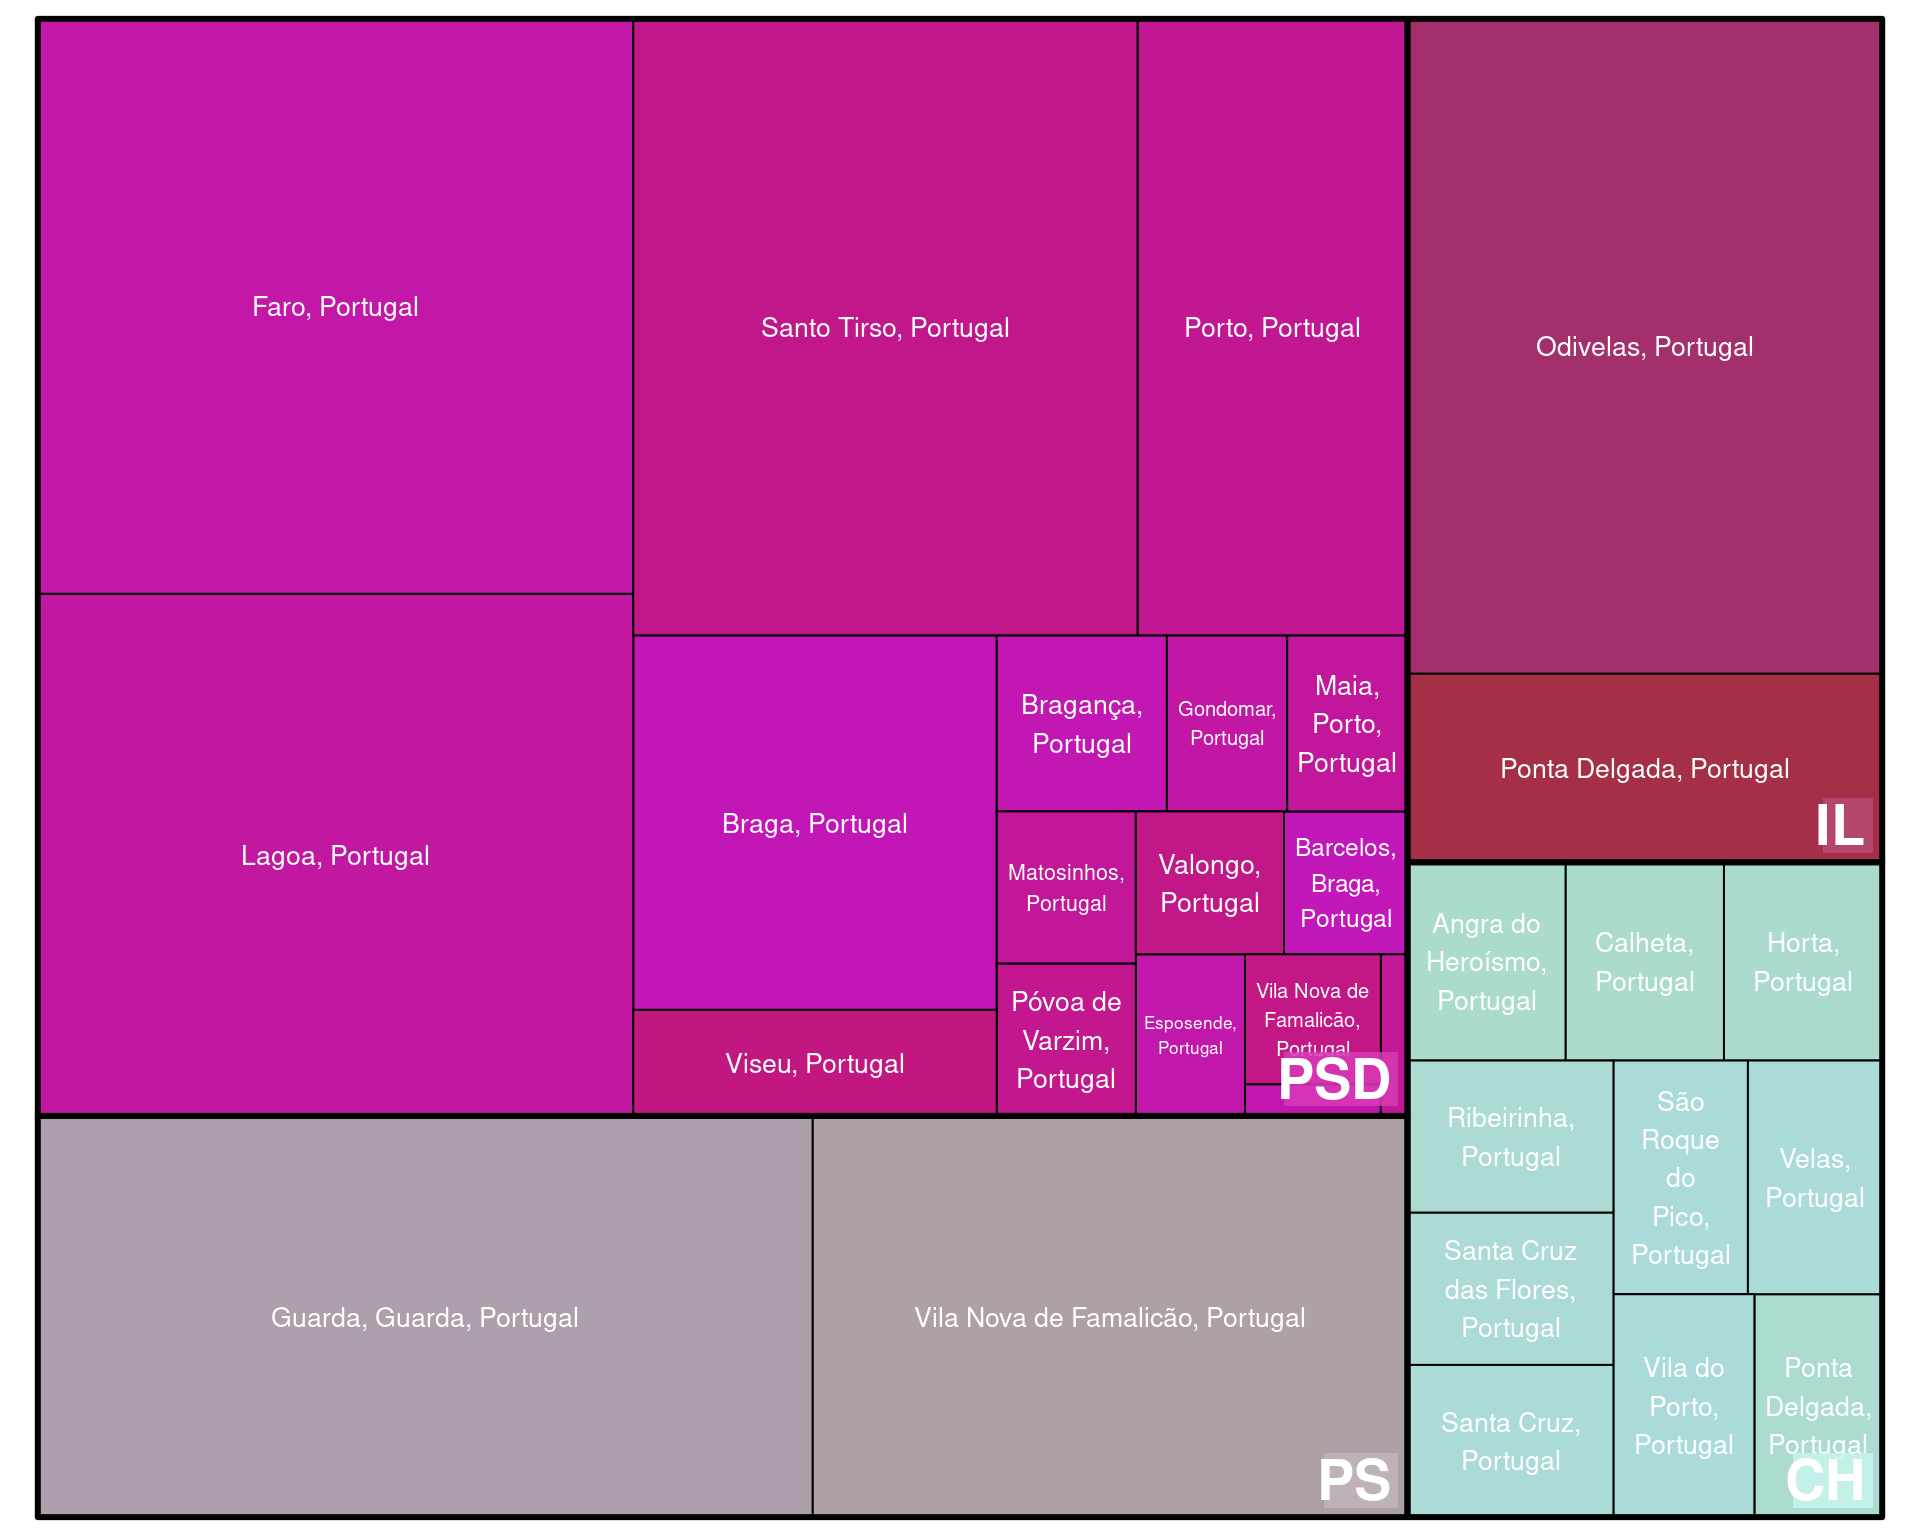 Faro, Portugal
Santo Tirso, Portugal
Porto, Portugal
Lagoa, Portugal
Braga, Portugal
Viseu, Portugal
Bragança,
Portugal
Gondomar,
Portugal
Maia,
Porto,
Portugal
Matosinhos,
Portugal
Valongo,
Portugal
Barcelos,
Braga,
Portugal
Póvoa de
Varzim,
Portugal
Esposende,
Portugal
Vila Nova de
Famalicão,
Portugal
PSD
Guarda, Guarda, Portugal
Vila Nova de Famalicão, Portugal
PS
Odivelas, Portugal
Ponta Delgada, Portugal
IL
Angra do
Heroísmo,
Portugal
Calheta,
Portugal
Horta,
Portugal
Ribeirinha,
Portugal
Santa Cruz
das Flores,
Portugal
Santa Cruz,
Portugal
São
Roque
do
Pico,
Portugal
Velas,
Portugal
Vila do
Porto,
Portugal
Ponta
Delgada,
Portugal
CH